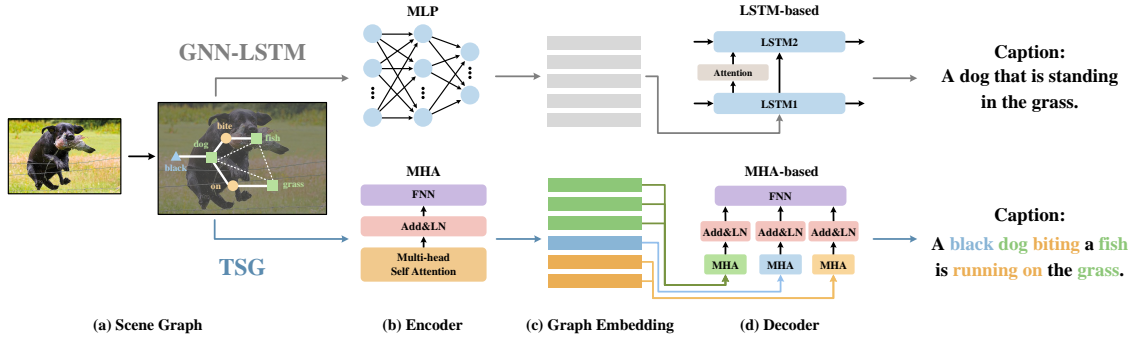 GNN-LSTM
MLP
LSTM-based
LSTM2
Attention
LSTM1
Caption:
A dog that is standing
in the grass.
bite
fish
dog
black
on
grass
TSG
MHA
FNN
Add&LN
Multi-head
Self Attention
MHA-based
FNN
Add&LN Add&LN Add&LN
MHA MHA MHA
Caption:
A black dog biting a fish
is running on the grass.
(a) Scene Graph (b) Encoder (c) Graph Embedding (d) Decoder